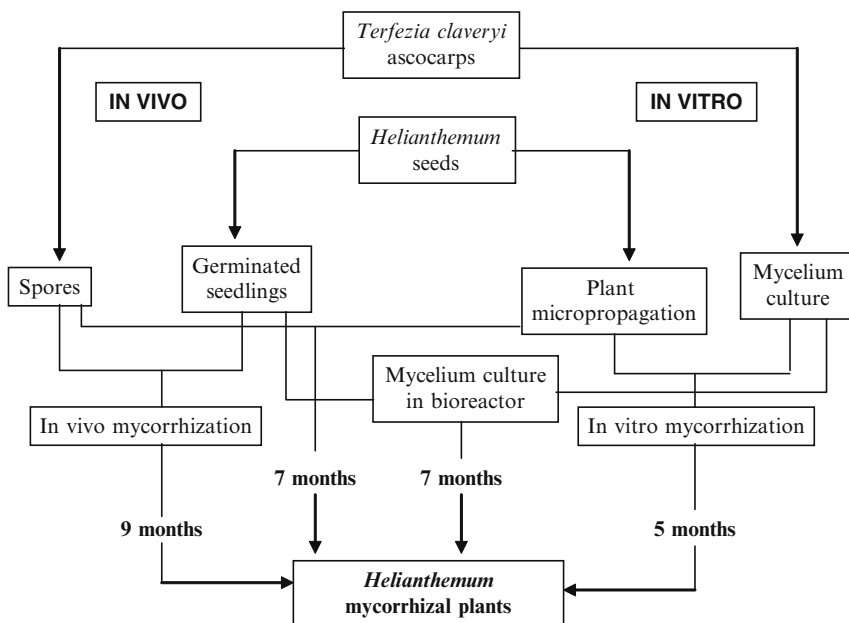 Terfezia claveryi
ascocarps
IN VIVO
IN VITRO
Helianthemum
seeds
Spores
Germinated
seedlings
Plant
micropropagation
Mycelium
culture
Mycelium culture
in bioreactor
In vivo mycorrhization
In vitro mycorrhization
7 months
7 months
9 months
5 months
Helianthemum
mycorrhizal plants